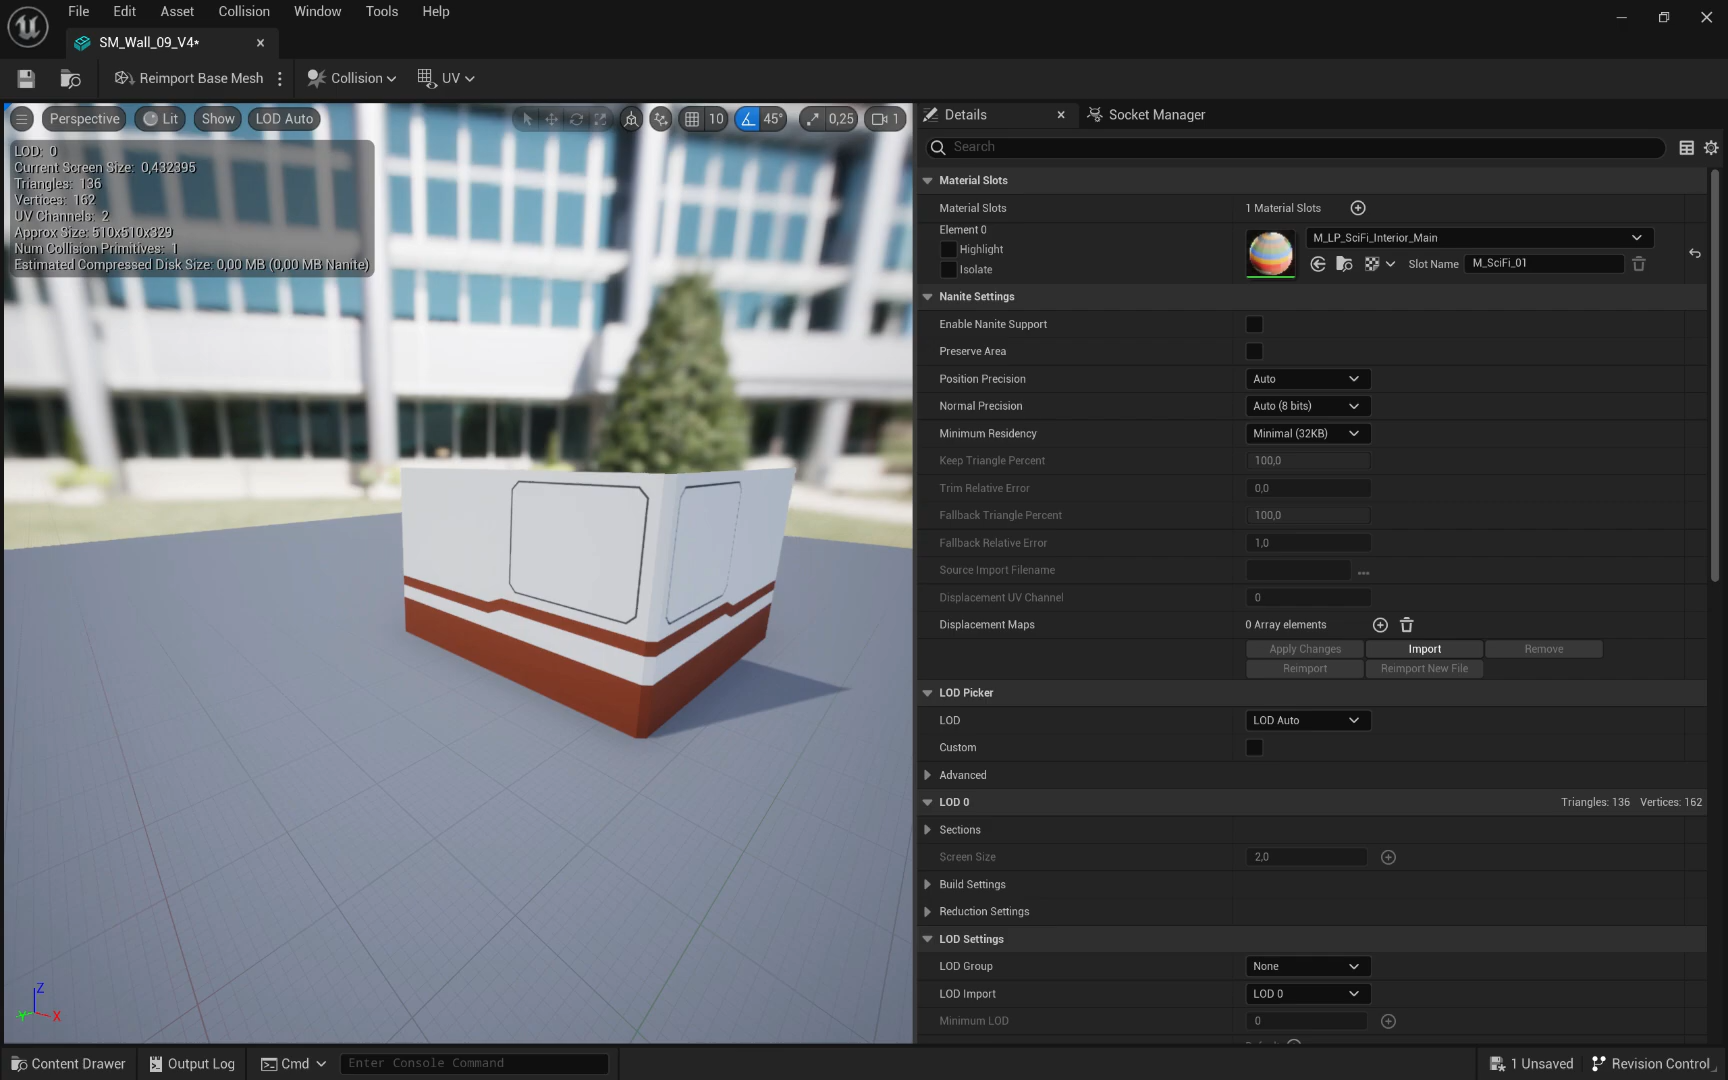 File Edit Asset Collision Window Tools Help
SM_Wall_09_V4*
Reimport Base Mesh Collision UV
Perspective Lit Show LOD Auto 10 45° 0,25 1
LOD: 0
Current Screen Size: 0,432395
Triangles: 136
Vertices: 162
UV Channels: 2
Approx Size: 510x510x329
Num Collision Primitives: 1
Estimated Compressed Disk Size: 0,00 MB (0,00 MB Nanite)
Z
Y X
Details Socket Manager
Search
Material Slots
Material Slots 1 Material Slots
Element 0
Highlight
Isolate
M_LP_SciFi_Interior_Main
Slot Name M_SciFi_01
Nanite Settings
Enable Nanite Support
Preserve Area
Position Precision Auto
Normal Precision Auto (8 bits)
Minimum Residency Minimal (32KB)
Keep Triangle Percent 100,0
Trim Relative Error 0,0
Fallback Triangle Percent 100,0
Fallback Relative Error 1,0
Source Import Filename ...
Displacement UV Channel 0
Displacement Maps 0 Array elements
Apply Changes Import Remove
Reimport Reimport New File
LOD Picker
LOD LOD Auto
Custom
Advanced
LOD 0 Triangles: 136 Vertices: 162
Sections
Screen Size 2,0
Build Settings
Reduction Settings
LOD Settings
LOD Group None
LOD Import LOD 0
Minimum LOD 0
Content Drawer Output Log Cmd Enter Console Command 1 Unsaved Revision Control